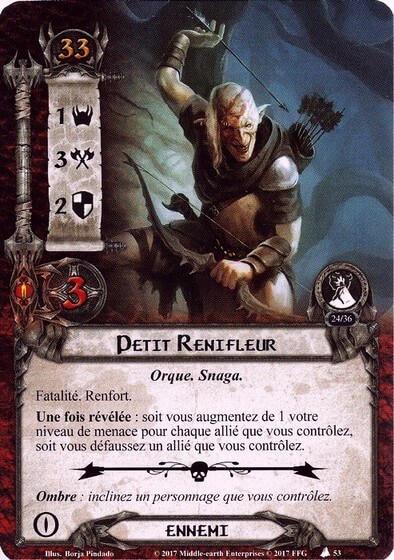 33
1
3
2
3
24/36
Petit Renifleur
Orque. Snaga.
Fatalité. Renfort.
Une fois révélée : soit vous augmentez de 1 votre
niveau de menace pour chaque allié que vous contrôlez,
soit vous défaussez un allié que vous contrôlez.
Ombre : inclinez un personnage que vous contrôlez.
ENNEMI
Illus. Borja Pindado
© 2017 Middle-earth Enterprises © 2017 FFG
53